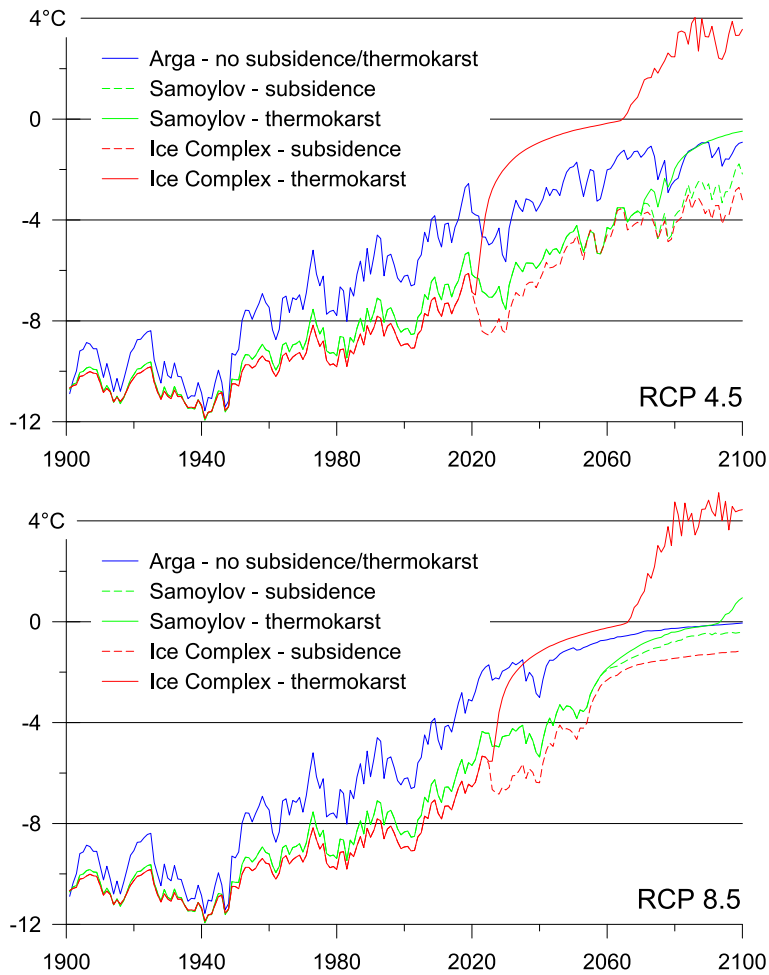 4°C
Arga - no subsidence/thermokarst
Samoylov - subsidence
Samoylov - thermokarst
Ice Complex - subsidence
Ice Complex - thermokarst
0
-4
-8
-12
RCP 4.5
1900 1940 1980 2020 2060 2100
4°C
Arga - no subsidence/thermokarst
Samoylov - subsidence
Samoylov - thermokarst
Ice Complex - subsidence
Ice Complex - thermokarst
0
-4
-8
-12
RCP 8.5
1900 1940 1980 2020 2060 2100